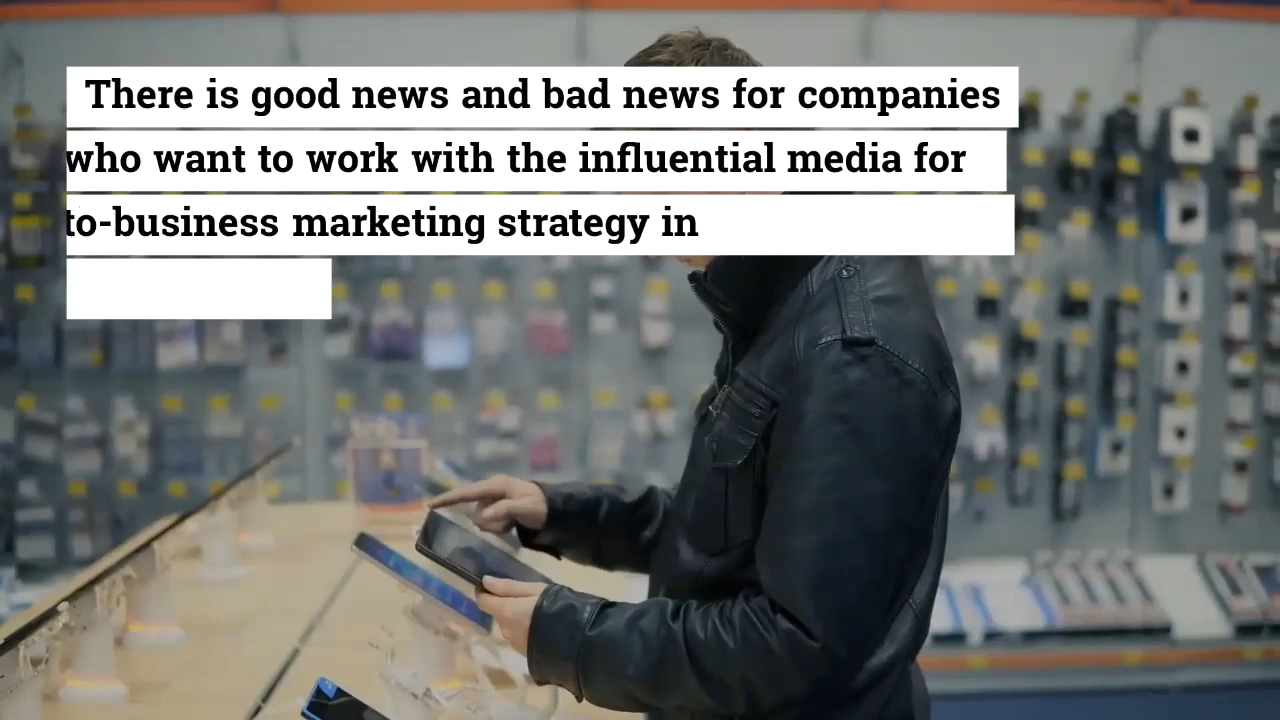 There is good news and bad news for companies
who want to work with the influential media for
to-business marketing strategy in